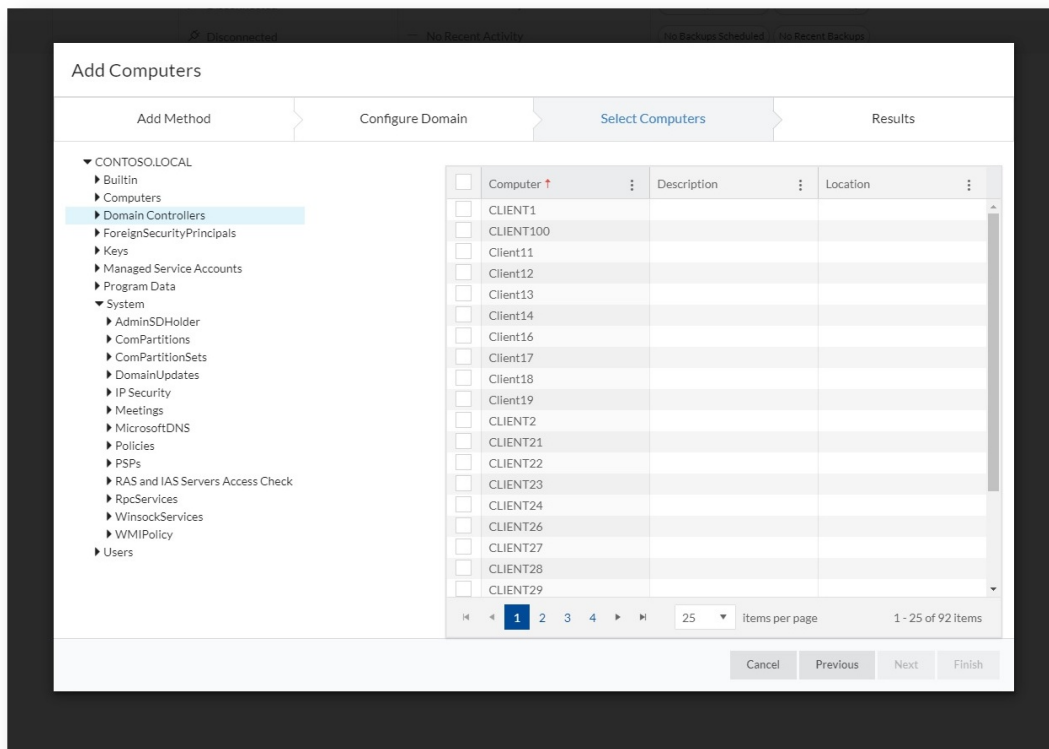 Disconnected
No Recent Activity
No Backups Scheduled
No Recent Backups
Add Computers
Add Method
Configure Domain
Select Computers
Results
CONTOSO.LOCAL
Builtin
Computers
Domain Controllers
ForeignSecurityPrincipals
Keys
Managed Service Accounts
Program Data
System
AdminSDHolder
ComPartitions
ComPartitionSets
DomainUpdates
IP Security
Meetings
MicrosoftDNS
Policies
PSPs
RAS and IAS Servers Access Check
RpcServices
WinsockServices
WMIPolicy
Users
Computer Description Location
CLIENT1
CLIENT100
Client11
Client12
Client13
Client14
Client16
Client17
Client18
Client19
CLIENT2
CLIENT21
CLIENT22
CLIENT23
CLIENT24
CLIENT26
CLIENT27
CLIENT28
CLIENT29
1 2 3 4 25 items per page 1 - 25 of 92 items
Cancel Previous Next Finish